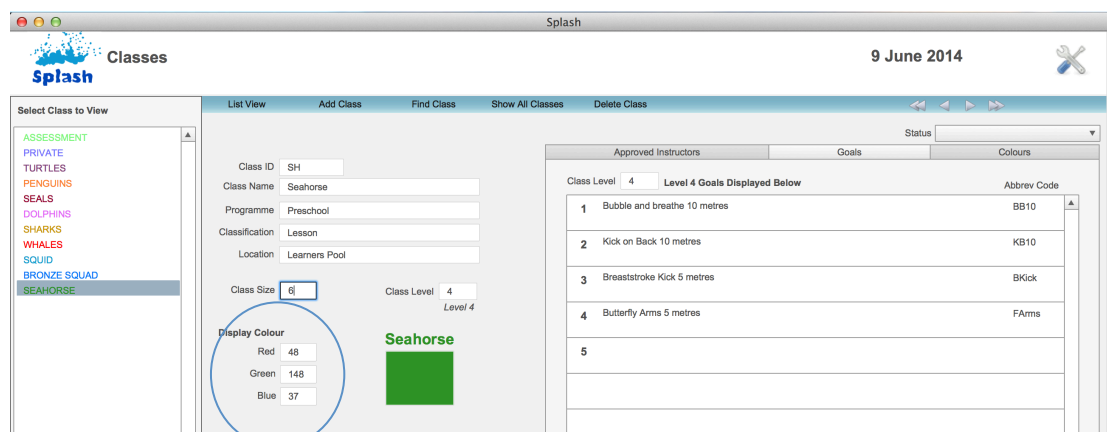 Splash
Splash
Classes
9 June 2014
Select Class to View
ASSESSMENT
PRIVATE
TURTLES
PENGUINS
SEALS
DOLPHINS
SHARKS
WHALES
SQUID
BRONZE SQUAD
SEAHORSE
List View Add Class Find Class Show All Classes Delete Class
Status
Class ID SH
Class Name Seahorse
Programme Preschool
Classification Lesson
Location Learners Pool
Class Size 6 Class Level 4
Level 4
Display Colour
Red 48
Green 148
Blue 37
Seahorse
Approved Instructors Goals Colours
Class Level 4 Level 4 Goals Displayed Below Abbrev Code
1 Bubble and breathe 10 metres BB10
2 Kick on Back 10 metres KB10
3 Breaststroke Kick 5 metres BKick
4 Butterfly Arms 5 metres FArms
5